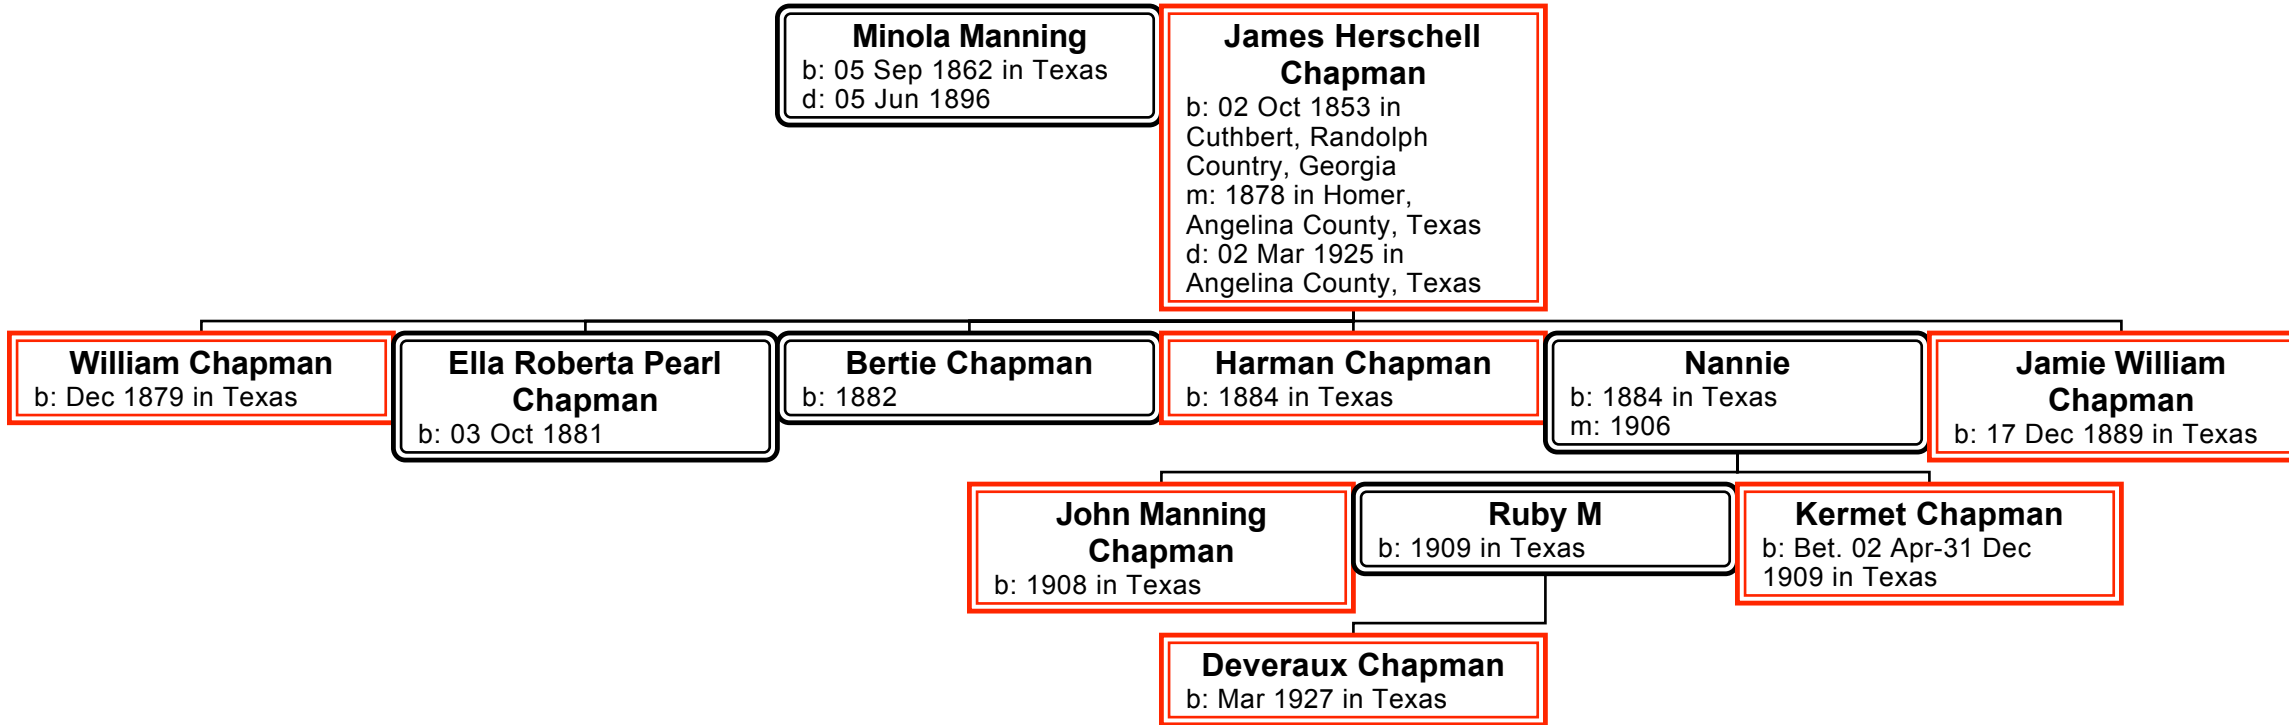 Minola Manning
b: 05 Sep 1862 in Texas
d: 05 Jun 1896
James Herschell
Chapman
b: 02 Oct 1853 in
Cuthbert, Randolph
Country, Georgia
m: 1878 in Homer,
Angelina County, Texas
d: 02 Mar 1925 in
Angelina County, Texas
William Chapman
b: Dec 1879 in Texas
Ella Roberta Pearl
Chapman
b: 03 Oct 1881
Bertie Chapman
b: 1882
Harman Chapman
b: 1884 in Texas
Nannie
b: 1884 in Texas
m: 1906
Jamie William
Chapman
b: 17 Dec 1889 in Texas
John Manning
Chapman
b: 1908 in Texas
Ruby M
b: 1909 in Texas
Kermet Chapman
b: Bet. 02 Apr-31 Dec
1909 in Texas
Deveraux Chapman
b: Mar 1927 in Texas